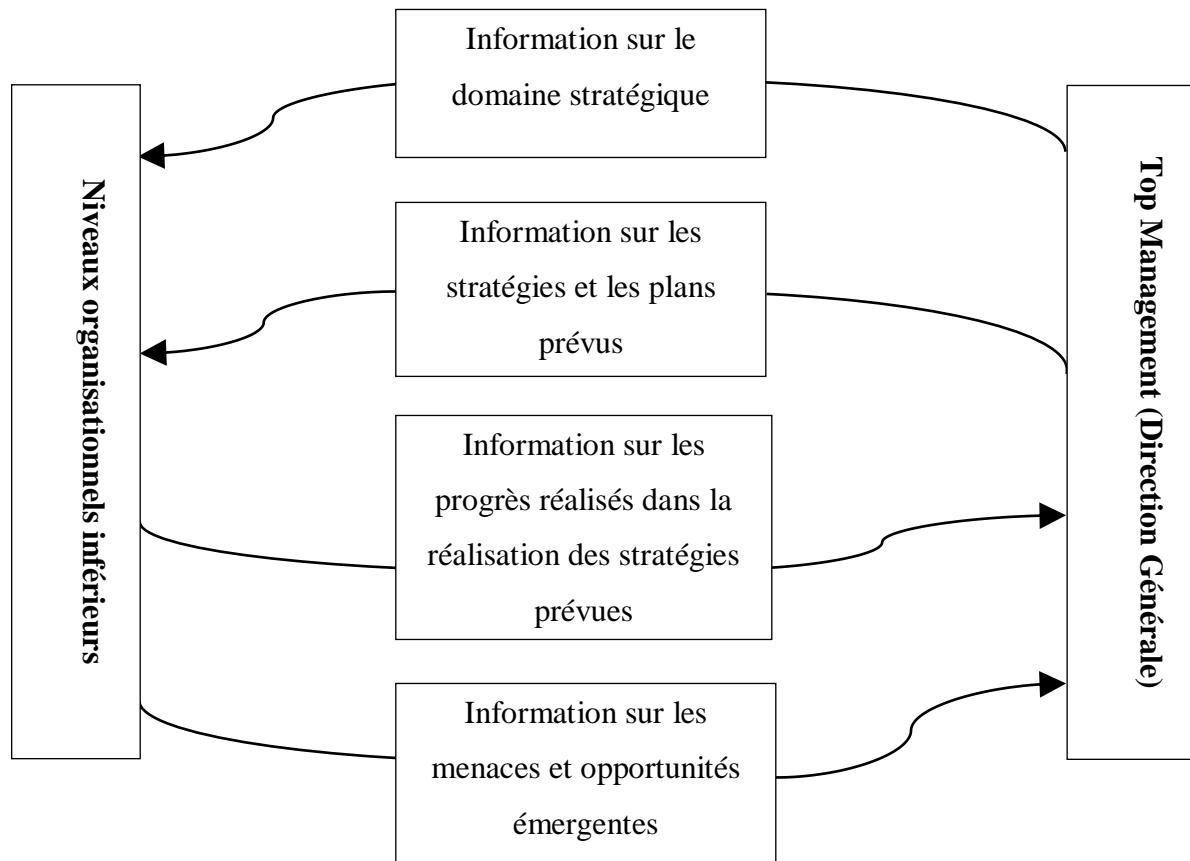 Information sur le
domaine stratégique
Niveaux organisationnels inférieurs
Information sur les
stratégies et les plans
prévus
Information sur les
progrès réalisés dans la
réalisation des stratégies
prévues
Information sur les
menaces et opportunités
émergentes
Top Management (Direction Générale)